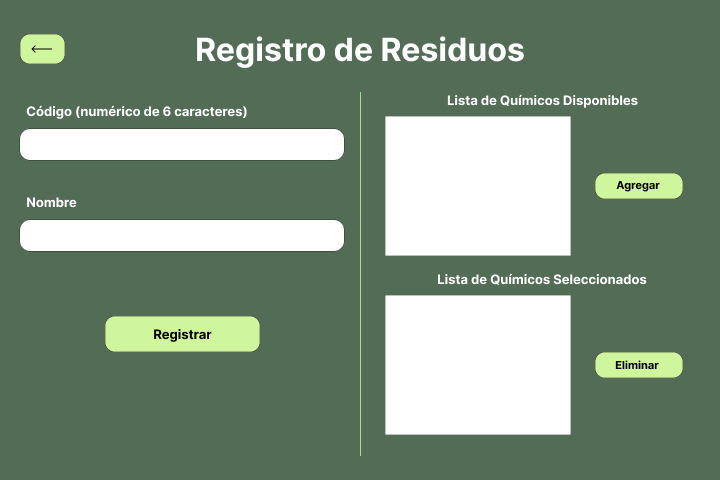 Registro de Residuos
Código (numérico de 6 caracteres)
Nombre
Registrar
Lista de Químicos Disponibles
Agregar
Lista de Químicos Seleccionados
Eliminar